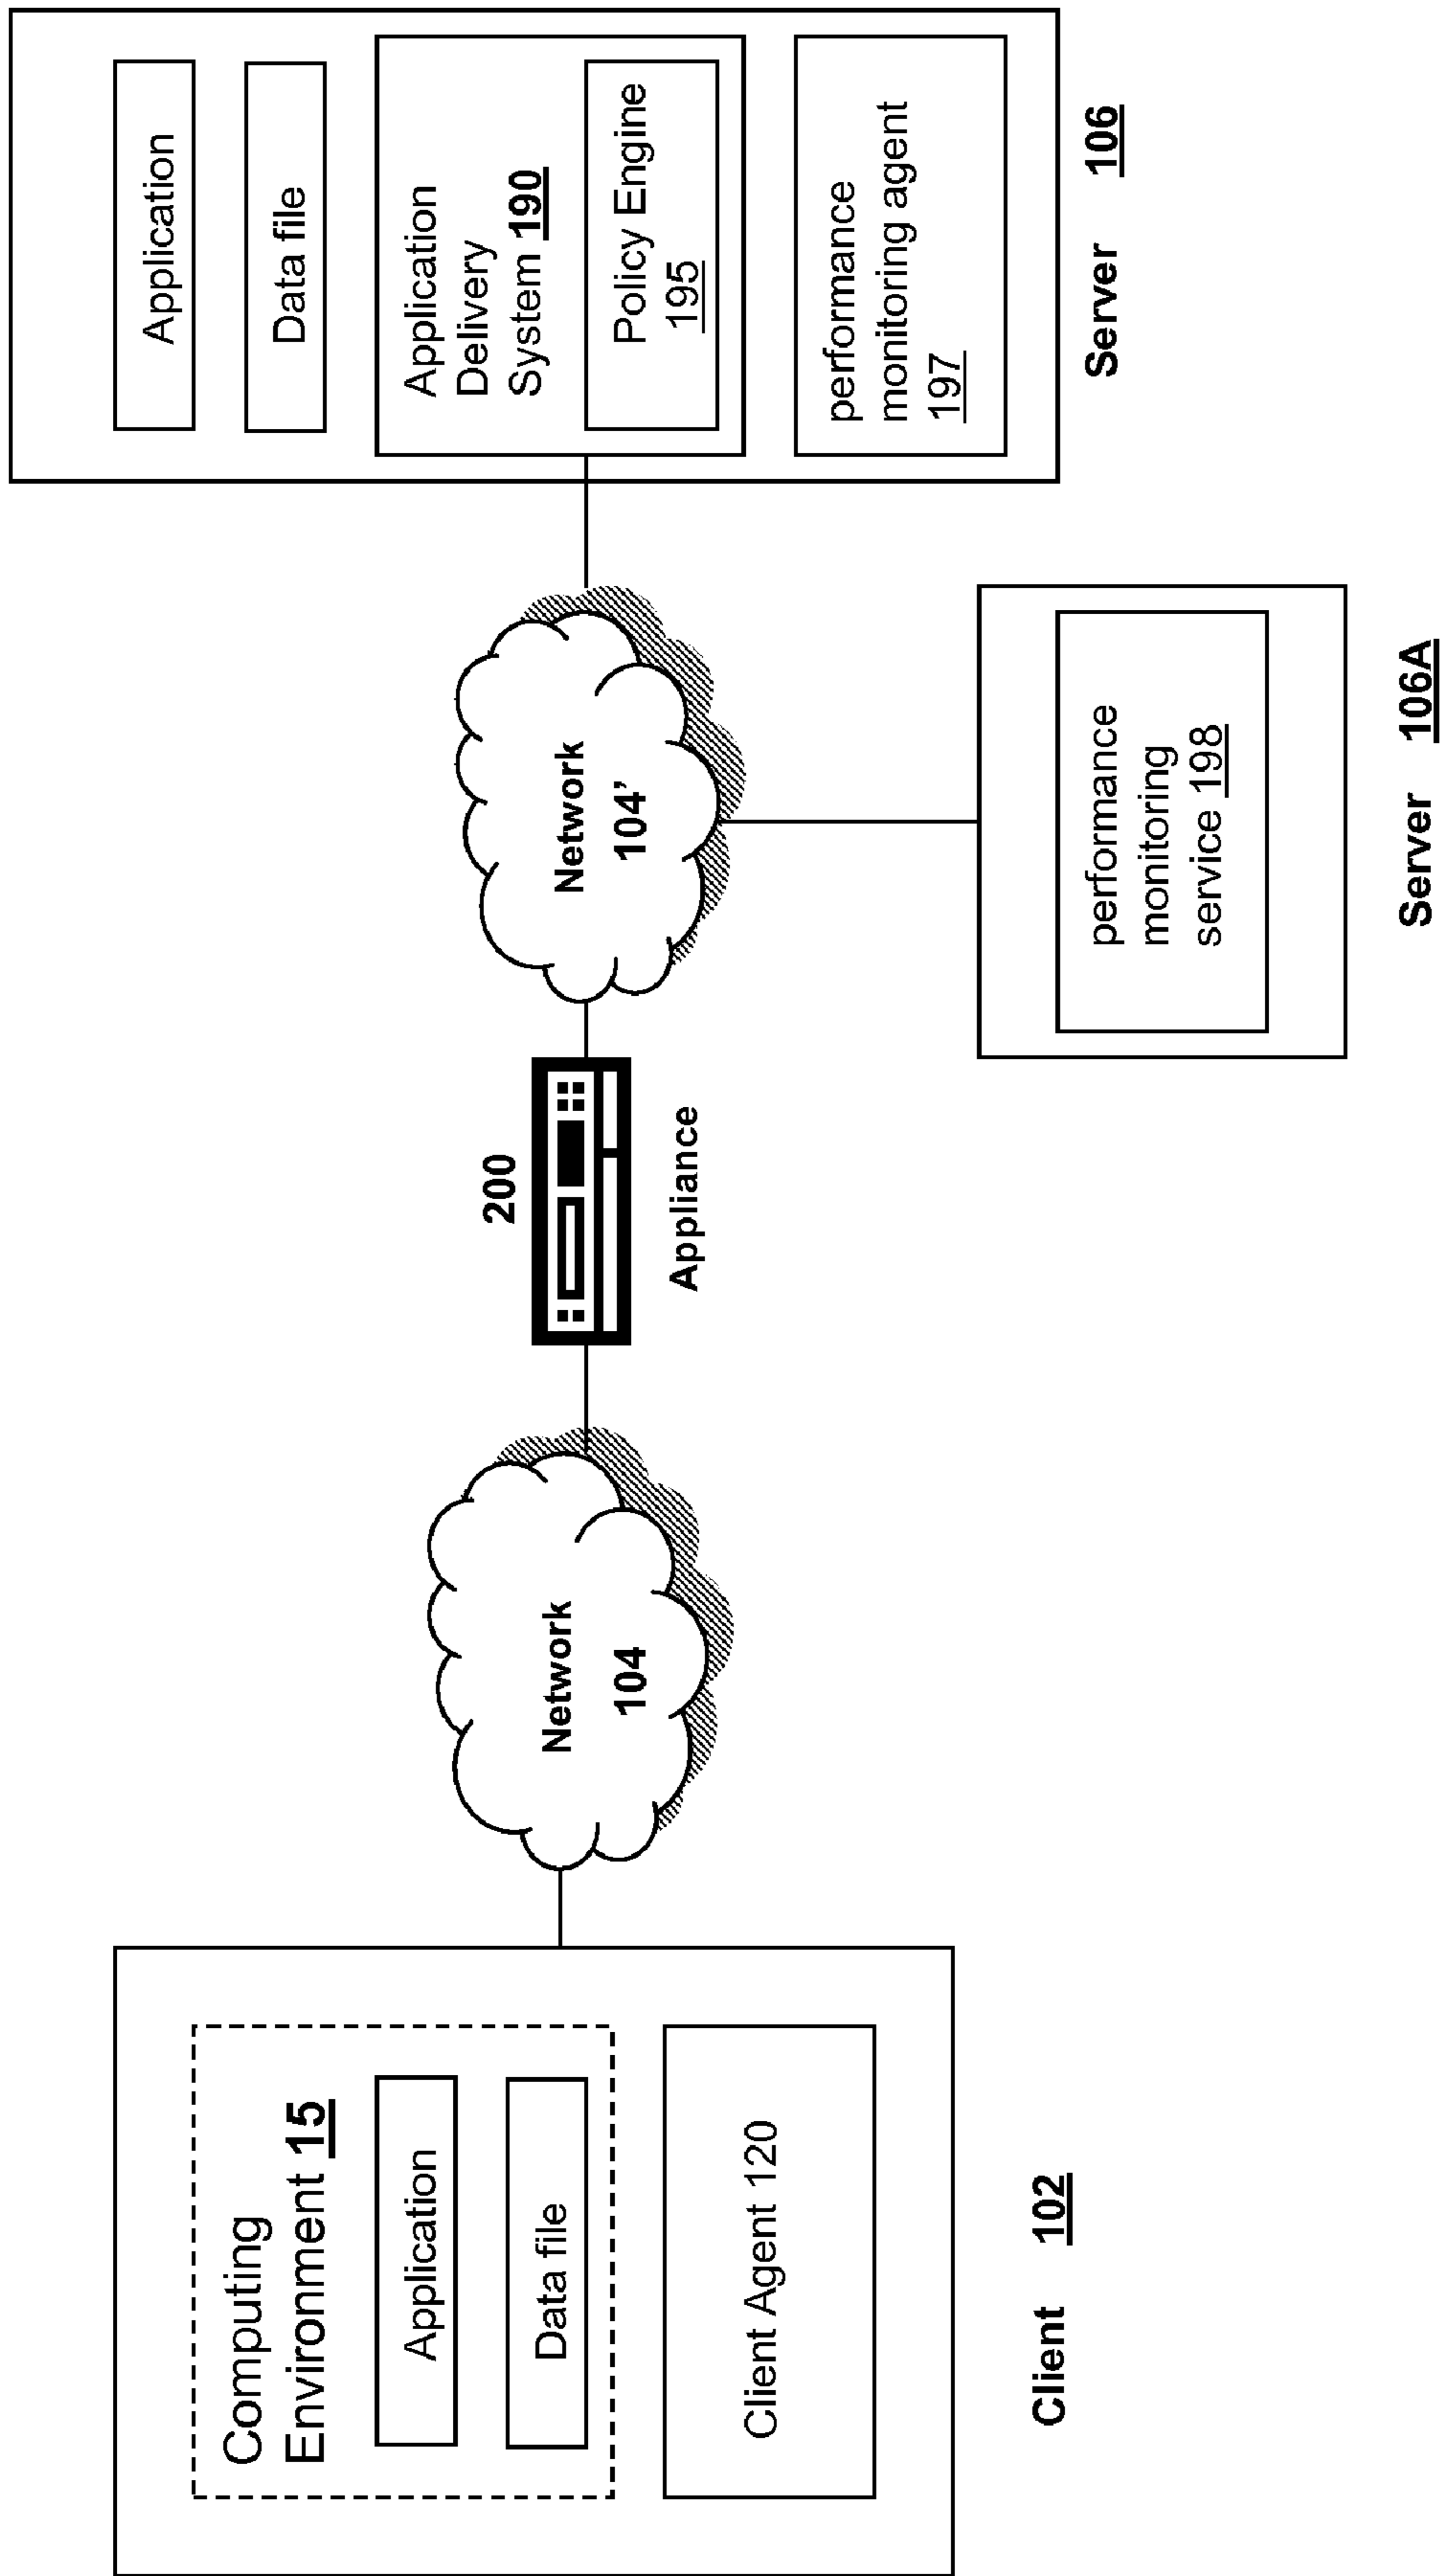 Computing
Environment 15
Application
Data file
Client Agent 120
Client 102
Network
104
200
Appliance
Network
104’
performance
monitoring
service 198
Server 106A
Application
Data file
Application
Delivery
System 190
Policy Engine
195
performance
monitoring agent
197
Server 106